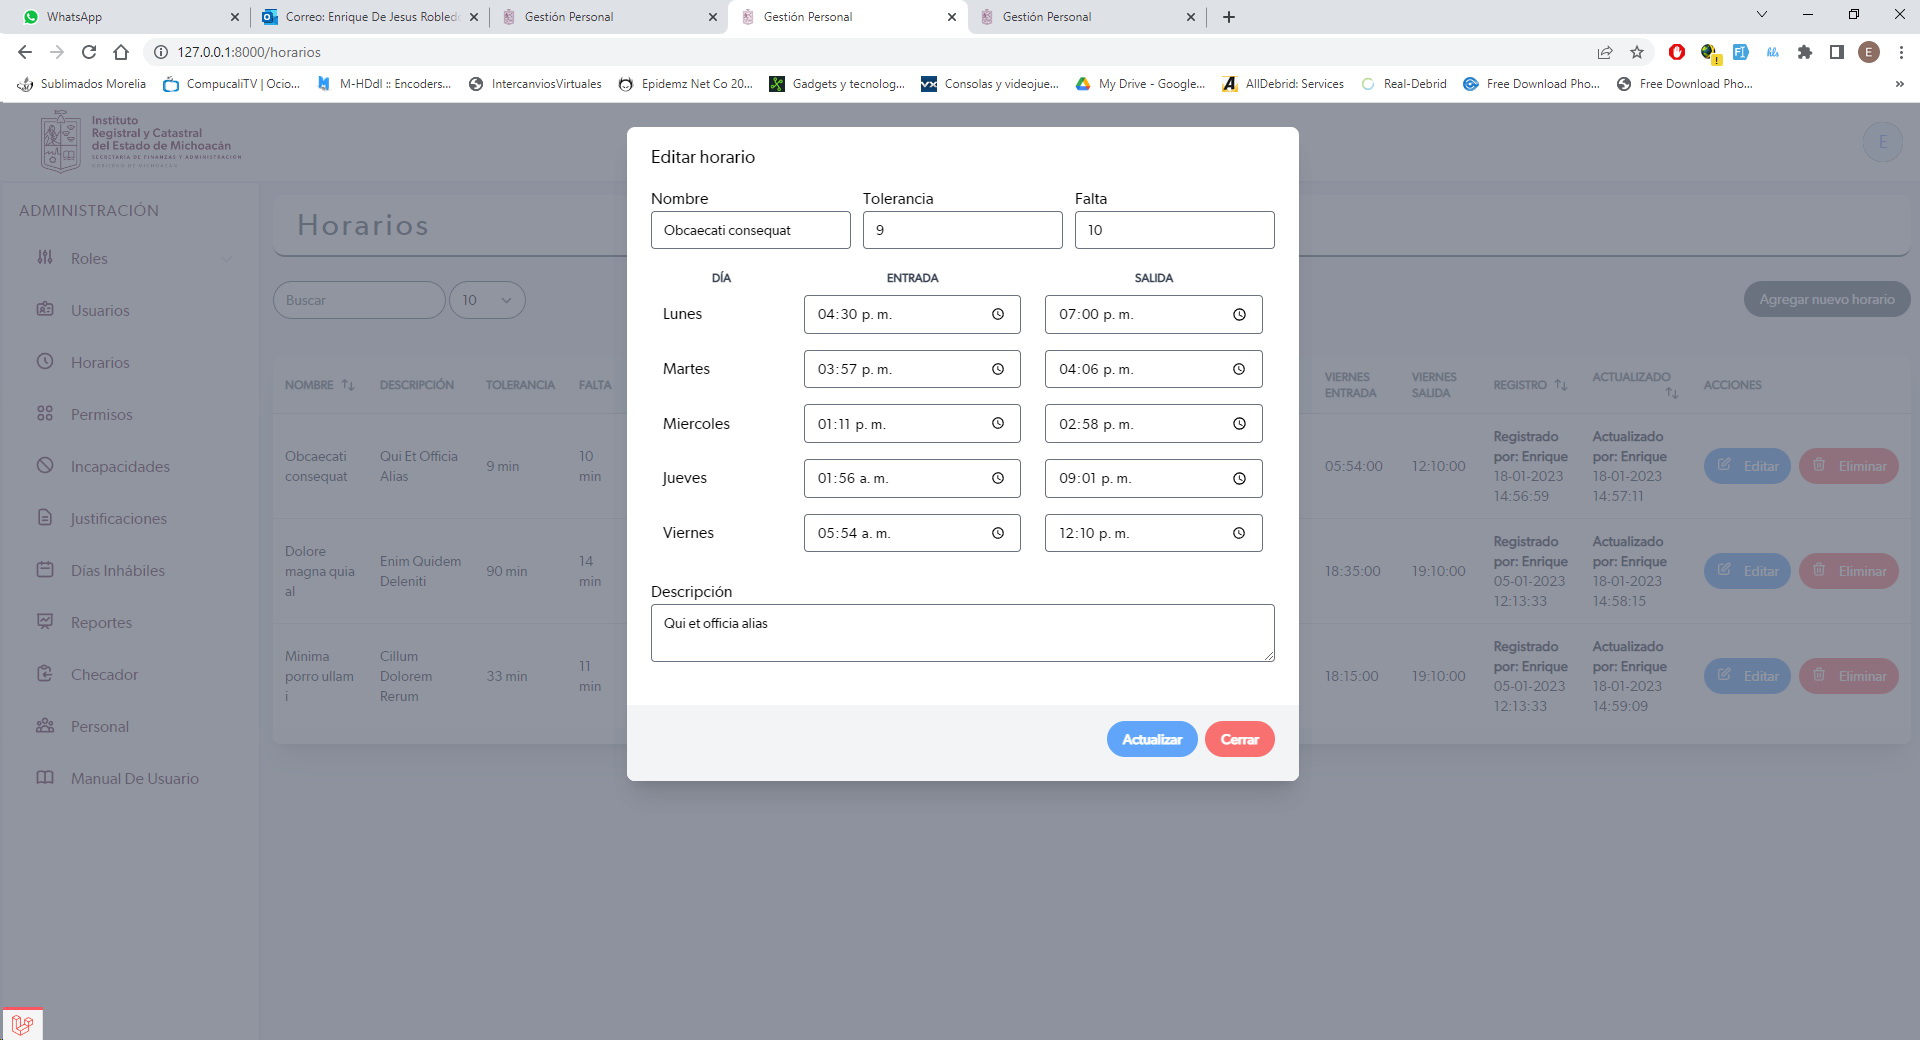 WhatsApp
Correo: Enrique De Jesus Robled
Gestión Personal
Gestión Personal
Gestión Personal
127.0.0.1:8000/horarios
E
Sublimados Morelia
CompucaliTV | Ocio...
M-HDdl :: Encoders...
IntercanviosVirtuales
Epidemz Net Co 20...
Gadgets y tecnolog...
Consolas y videojue...
My Drive - Google...
AllDebrid: Services
Real-Debrid
Free Download Pho...
Free Download Pho...
»
Instituto
Registral y Catastral
del Estado de Michoacán
SECRETARÍA DE FINANZAS Y ADMINISTRACIÓN
GOBIERNO DE MICHOACÁN
E
ADMINISTRACIÓN
Roles
Usuarios
Horarios
Permisos
Incapacidades
Justificaciones
Días Inhábiles
Reportes
Checador
Personal
Manual De Usuario
Horarios
Buscar
10
Agregar nuevo horario
NOMBRE DESCRIPCIÓN TOLERANCIA FALTA
VIERNES ENTRADA
VIERNES SALIDA
REGISTRO ACTUALIZADO ACCIONES
Obcaecati
consequat
Qui Et Officia
Alias
9 min
10
min
05:54:00
12:10:00
Registrado
por: Enrique
18-01-2023
14:56:59
Actualizado
por: Enrique
18-01-2023
14:57:11
Editar
Eliminar
Dolore
magna quia
al
Enim Quidem
Deleniti
90 min
14
min
18:35:00
19:10:00
Registrado
por: Enrique
05-01-2023
12:13:33
Actualizado
por: Enrique
18-01-2023
14:58:15
Editar
Eliminar
Minima
porro ullam
i
Cillum
Dolorem
Rerum
33 min
11
min
18:15:00
19:10:00
Registrado
por: Enrique
05-01-2023
12:13:33
Actualizado
por: Enrique
18-01-2023
14:59:09
Editar
Eliminar
Editar horario
Nombre
Obcaecati consequat
Tolerancia
9
Falta
10
DÍA ENTRADA SALIDA
Lunes 04:30 p. m. 07:00 p. m.
Martes 03:57 p. m. 04:06 p. m.
Miercoles 01:11 p. m. 02:58 p. m.
Jueves 01:56 a. m. 09:01 p. m.
Viernes 05:54 a. m. 12:10 p. m.
Descripción
Qui et officia alias
Actualizar
Cerrar